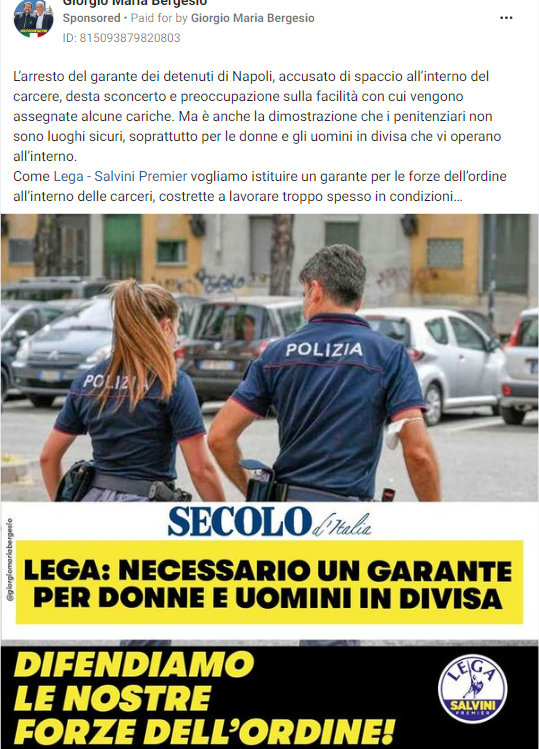 Giorgio Maria Bergesio
Sponsored • Paid for by Giorgio Maria Bergesio
ID: 815093879820803
L'arresto del garante dei detenuti di Napoli, accusato di spaccio all'interno del
carcere, desta sconcerto e preoccupazione sulla facilità con cui vengono
assegnate alcune cariche. Ma è anche la dimostrazione che i penitenziari non
sono luoghi sicuri, soprattutto per le donne e gli uomini in divisa che vi operano
all'interno.
Come Lega - Salvini Premier vogliamo istituire un garante per le forze dell'ordine
all'interno delle carceri, costrette a lavorare troppo spesso in condizioni...
POLIZIA
POLIZIA
SECOLO d'Italia
@giorgiomariabergesio
LEGA: NECESSARIO UN GARANTE
PER DONNE E UOMINI IN DIVISA
DIFENDIAMO
LE NOSTRE
FORZE DELL'ORDINE!
LEGA
SALVINI
PREMIER